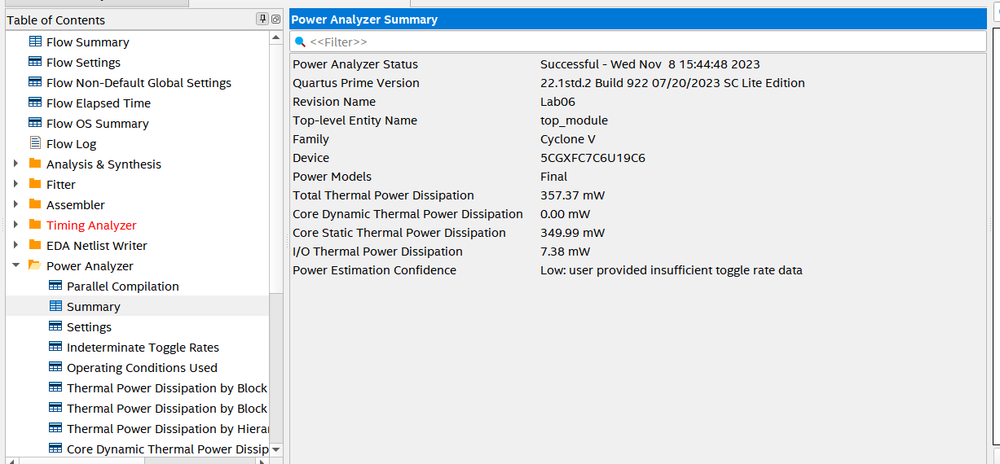 Table of Contents
Flow Summary
Flow Settings
Flow Non-Default Global Settings
Flow Elapsed Time
Flow OS Summary
Flow Log
Analysis & Synthesis
Fitter
Assembler
Timing Analyzer
EDA Netlist Writer
Power Analyzer
Parallel Compilation
Summary
Settings
Indeterminate Toggle Rates
Operating Conditions Used
Thermal Power Dissipation by Block
Thermal Power Dissipation by Block
Thermal Power Dissipation by Hiera
Core Dynamic Thermal Power Dissip
Power Analyzer Summary
<<Filter>>
Power Analyzer Status Successful - Wed Nov  8 15:44:48 2023
Quartus Prime Version 22.1std.2 Build 922 07/20/2023 SC Lite Edition
Revision Name Lab06
Top-level Entity Name top_module
Family Cyclone V
Device 5CGXFC7C6U19C6
Power Models Final
Total Thermal Power Dissipation 357.37 mW
Core Dynamic Thermal Power Dissipation 0.00 mW
Core Static Thermal Power Dissipation 349.99 mW
I/O Thermal Power Dissipation 7.38 mW
Power Estimation Confidence Low: user provided insufficient toggle rate data